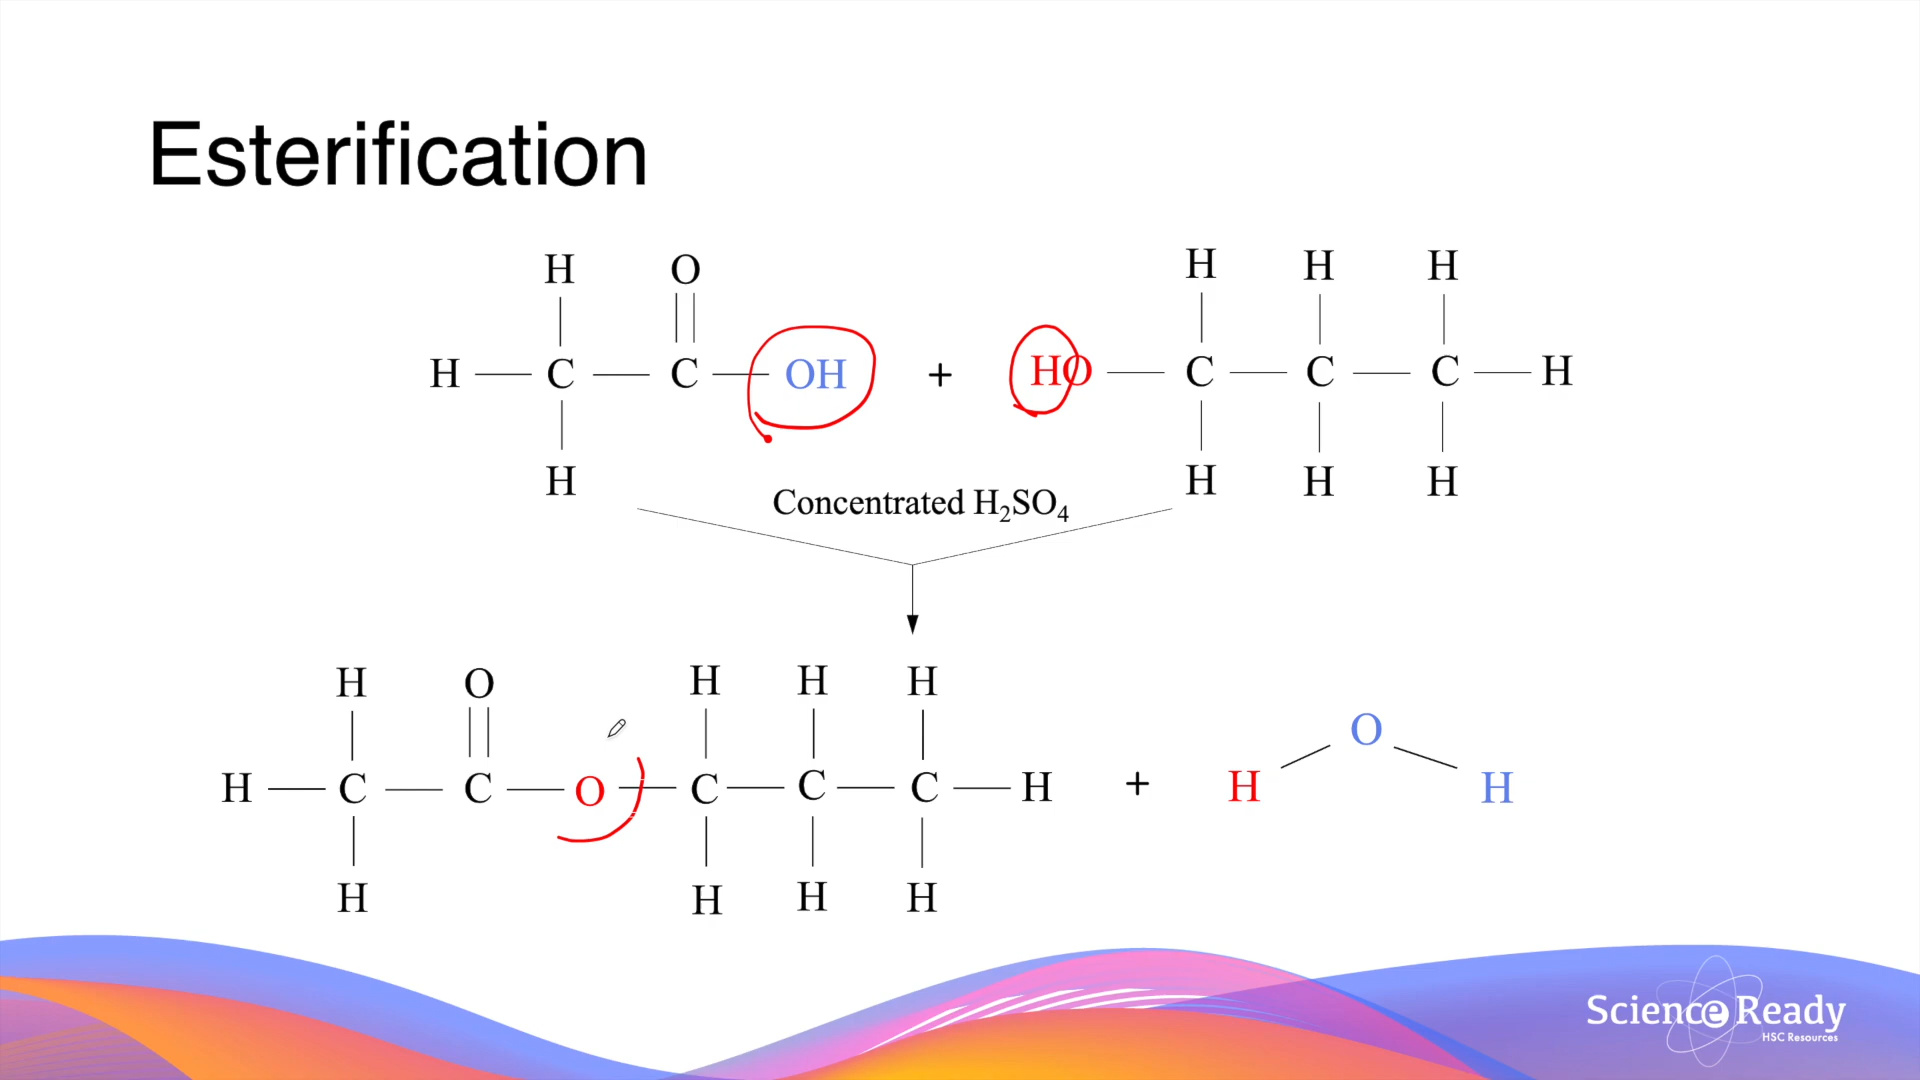 Esterification
H O H H H
H C C OH + HO C C C H
H H H H
Concentrated H₂SO₄
H O H H H O
H C C O C C C H + H H
H H H H
Science Ready
HSC Resources